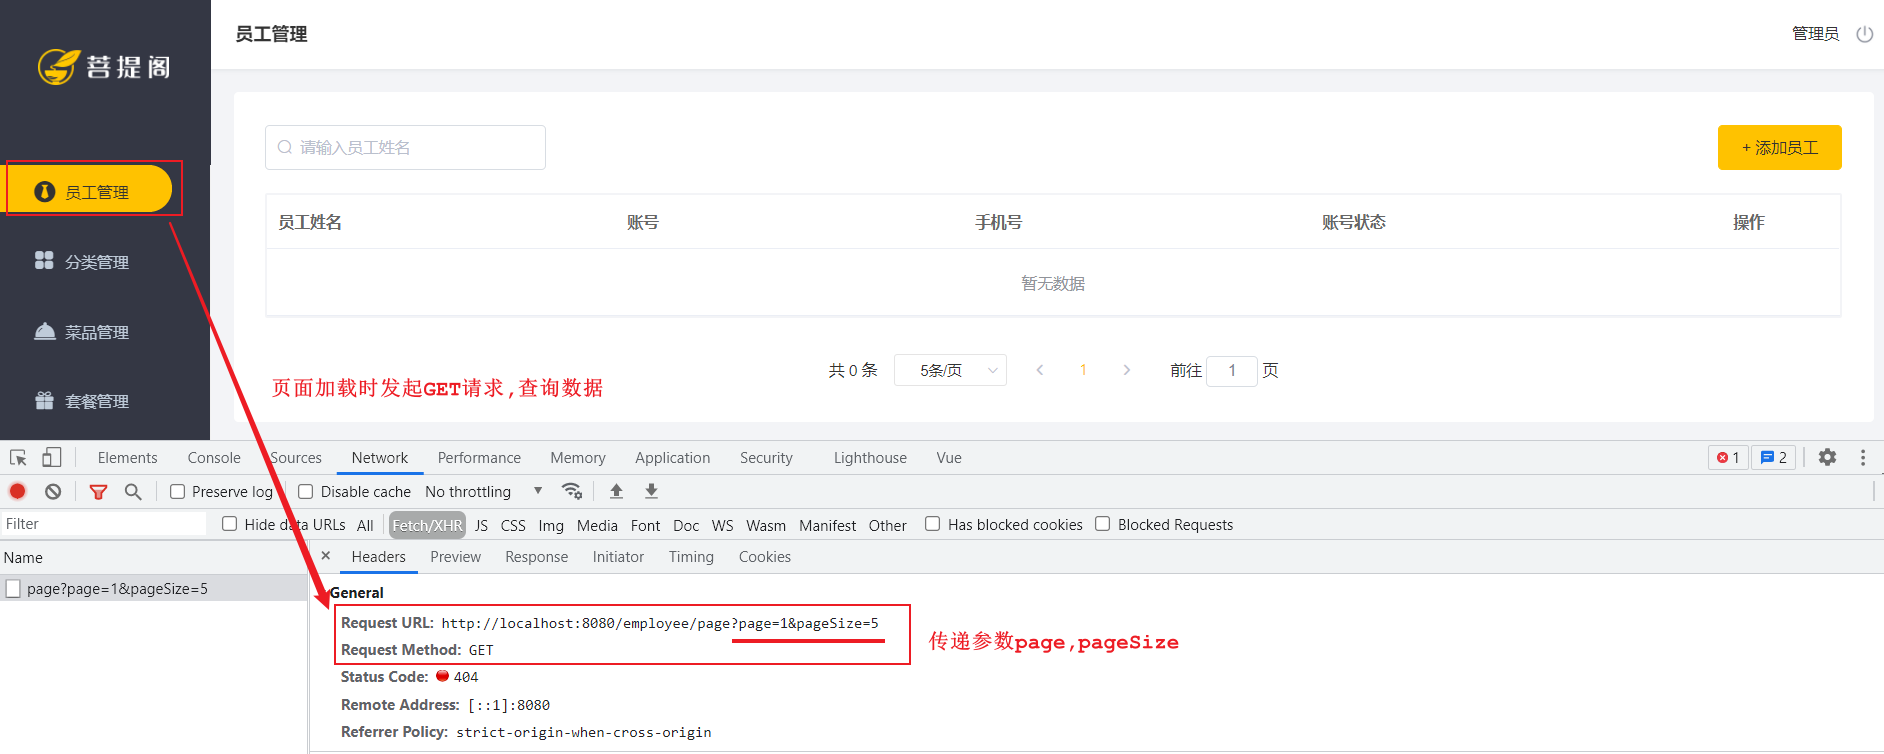 菩提阁
员工管理
管理员
请输入员工姓名
+ 添加员工
员工管理
员工姓名 账号 手机号 账号状态 操作
分类管理
暂无数据
菜品管理
共 0 条 5条/页 1 前往 1 页
页面加载时发起GET请求,查询数据
套餐管理
Elements Console Sources Network Performance Memory Application Security Lighthouse Vue 1 2
Preserve log Disable cache No throttling
Filter Hide data URLs All Fetch/XHR JS CSS Img Media Font Doc WS Wasm Manifest Other Has blocked cookies Blocked Requests
Name × Headers Preview Response Initiator Timing Cookies
page?page=1&pageSize=5
General
Request URL: http://localhost:8080/employee/page?page=1&pageSize=5
传递参数page,pageSize
Request Method: GET
Status Code: 404
Remote Address: [::1]:8080
Referrer Policy: strict-origin-when-cross-origin